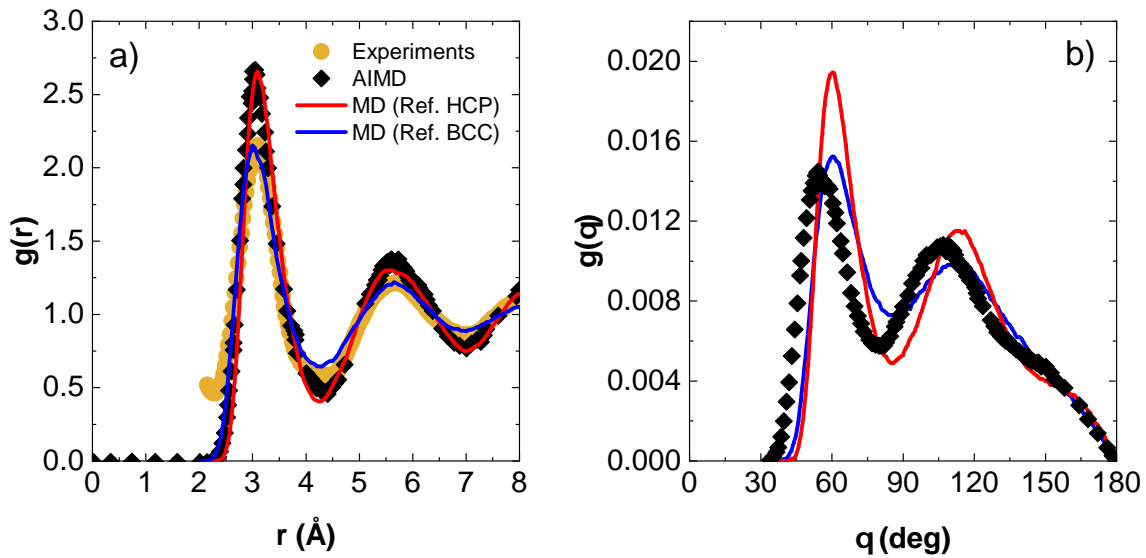 a)
Experiments
AIMD
MD (Ref. HCP)
MD (Ref. BCC)
3.0
2.5
2.0
1.5
1.0
0.5
0.0
g(r)
0 1 2 3 4 5 6 7 8
r (Å)
b)
0.020
0.016
0.012
0.008
0.004
0.000
g(q)
0 30 60 90 120 150 180
q (deg)